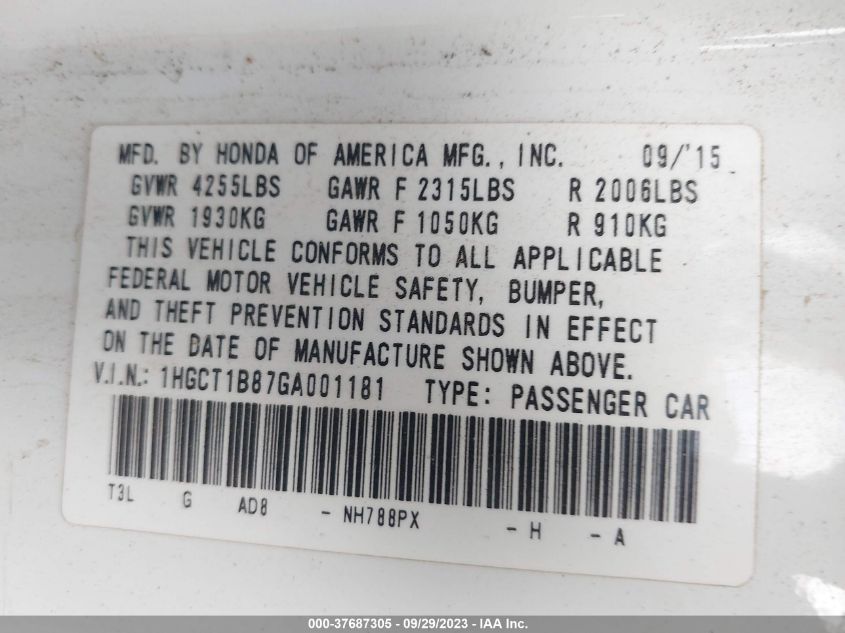 MFD. BY HONDA OF AMERICA MFG., INC. 09/'15
GVWR 4255LBS GAWR F 2315LBS R 2006LBS
GVWR 1930KG GAWR F 1050KG R 910KG
THIS VEHICLE CONFORMS TO ALL APPLICABLE
FEDERAL MOTOR VEHICLE SAFETY, BUMPER,
AND THEFT PREVENTION STANDARDS IN EFFECT
ON THE DATE OF MANUFACTURE SHOWN ABOVE.
V.I.N.: 1HGCT1B87GA001181 TYPE: PASSENGER CAR
T3L G AD8 - NH788PX - H - A
000-37687305 - 09/29/2023 - IAA Inc.